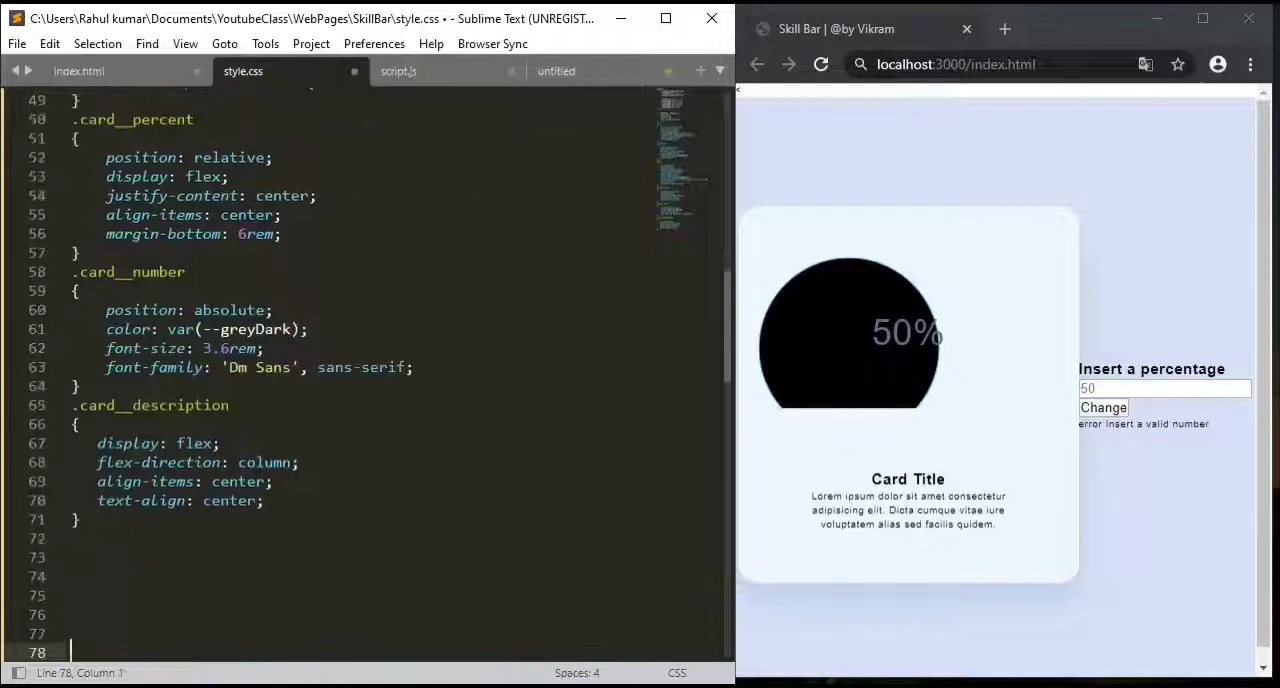 C:\Users\Rahul kumar\Documents\YoutubeClass\WebPages\SkillBar\style.css • - Sublime Text (UNREGIST...
File Edit Selection Find View Goto Tools Project Preferences Help Browser Sync
index.html style.css script.js untitled
49 }
50 .card__percent
51 {
52 position: relative;
53 display: flex;
54 justify-content: center;
55 align-items: center;
56 margin-bottom: 6rem;
57 }
58 .card__number
59 {
60 position: absolute;
61 color: var(--greyDark);
62 font-size: 3.6rem;
63 font-family: 'Dm Sans', sans-serif;
64 }
65 .card__description
66 {
67 display: flex;
68 flex-direction: column;
69 align-items: center;
70 text-align: center;
71 }
72
73
74
75
76
77
78
Line 78, Column 1 Spaces: 4 CSS
Skill Bar | @by Vikram
localhost:3000/index.html
<
50%
Insert a percentage
50
Change
error Insert a valid number
Card Title
Lorem ipsum dolor sit amet consectetur
adipisicing elit. Dicta cumque vitae iure
voluptatem alias sed facilis quidem.